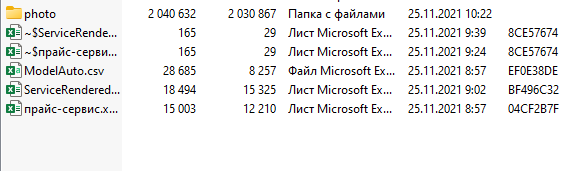 photo 2 040 632 2 030 867 Папка с файлами 25.11.2021 10:22
~$ServiceRende... 165 29 Лист Microsoft Ex... 25.11.2021 9:39 8CE57674
~$прайс-серви... 165 29 Лист Microsoft Ex... 25.11.2021 9:24 8CE57674
ModelAuto.csv 28 685 8 257 Файл Microsoft Ex... 25.11.2021 8:57 EF0E38DE
ServiceRendered... 18 494 15 325 Лист Microsoft Ex... 25.11.2021 9:02 BF496C32
прайс-сервис.x... 15 003 12 210 Лист Microsoft Ex... 25.11.2021 8:57 04CF2B7F